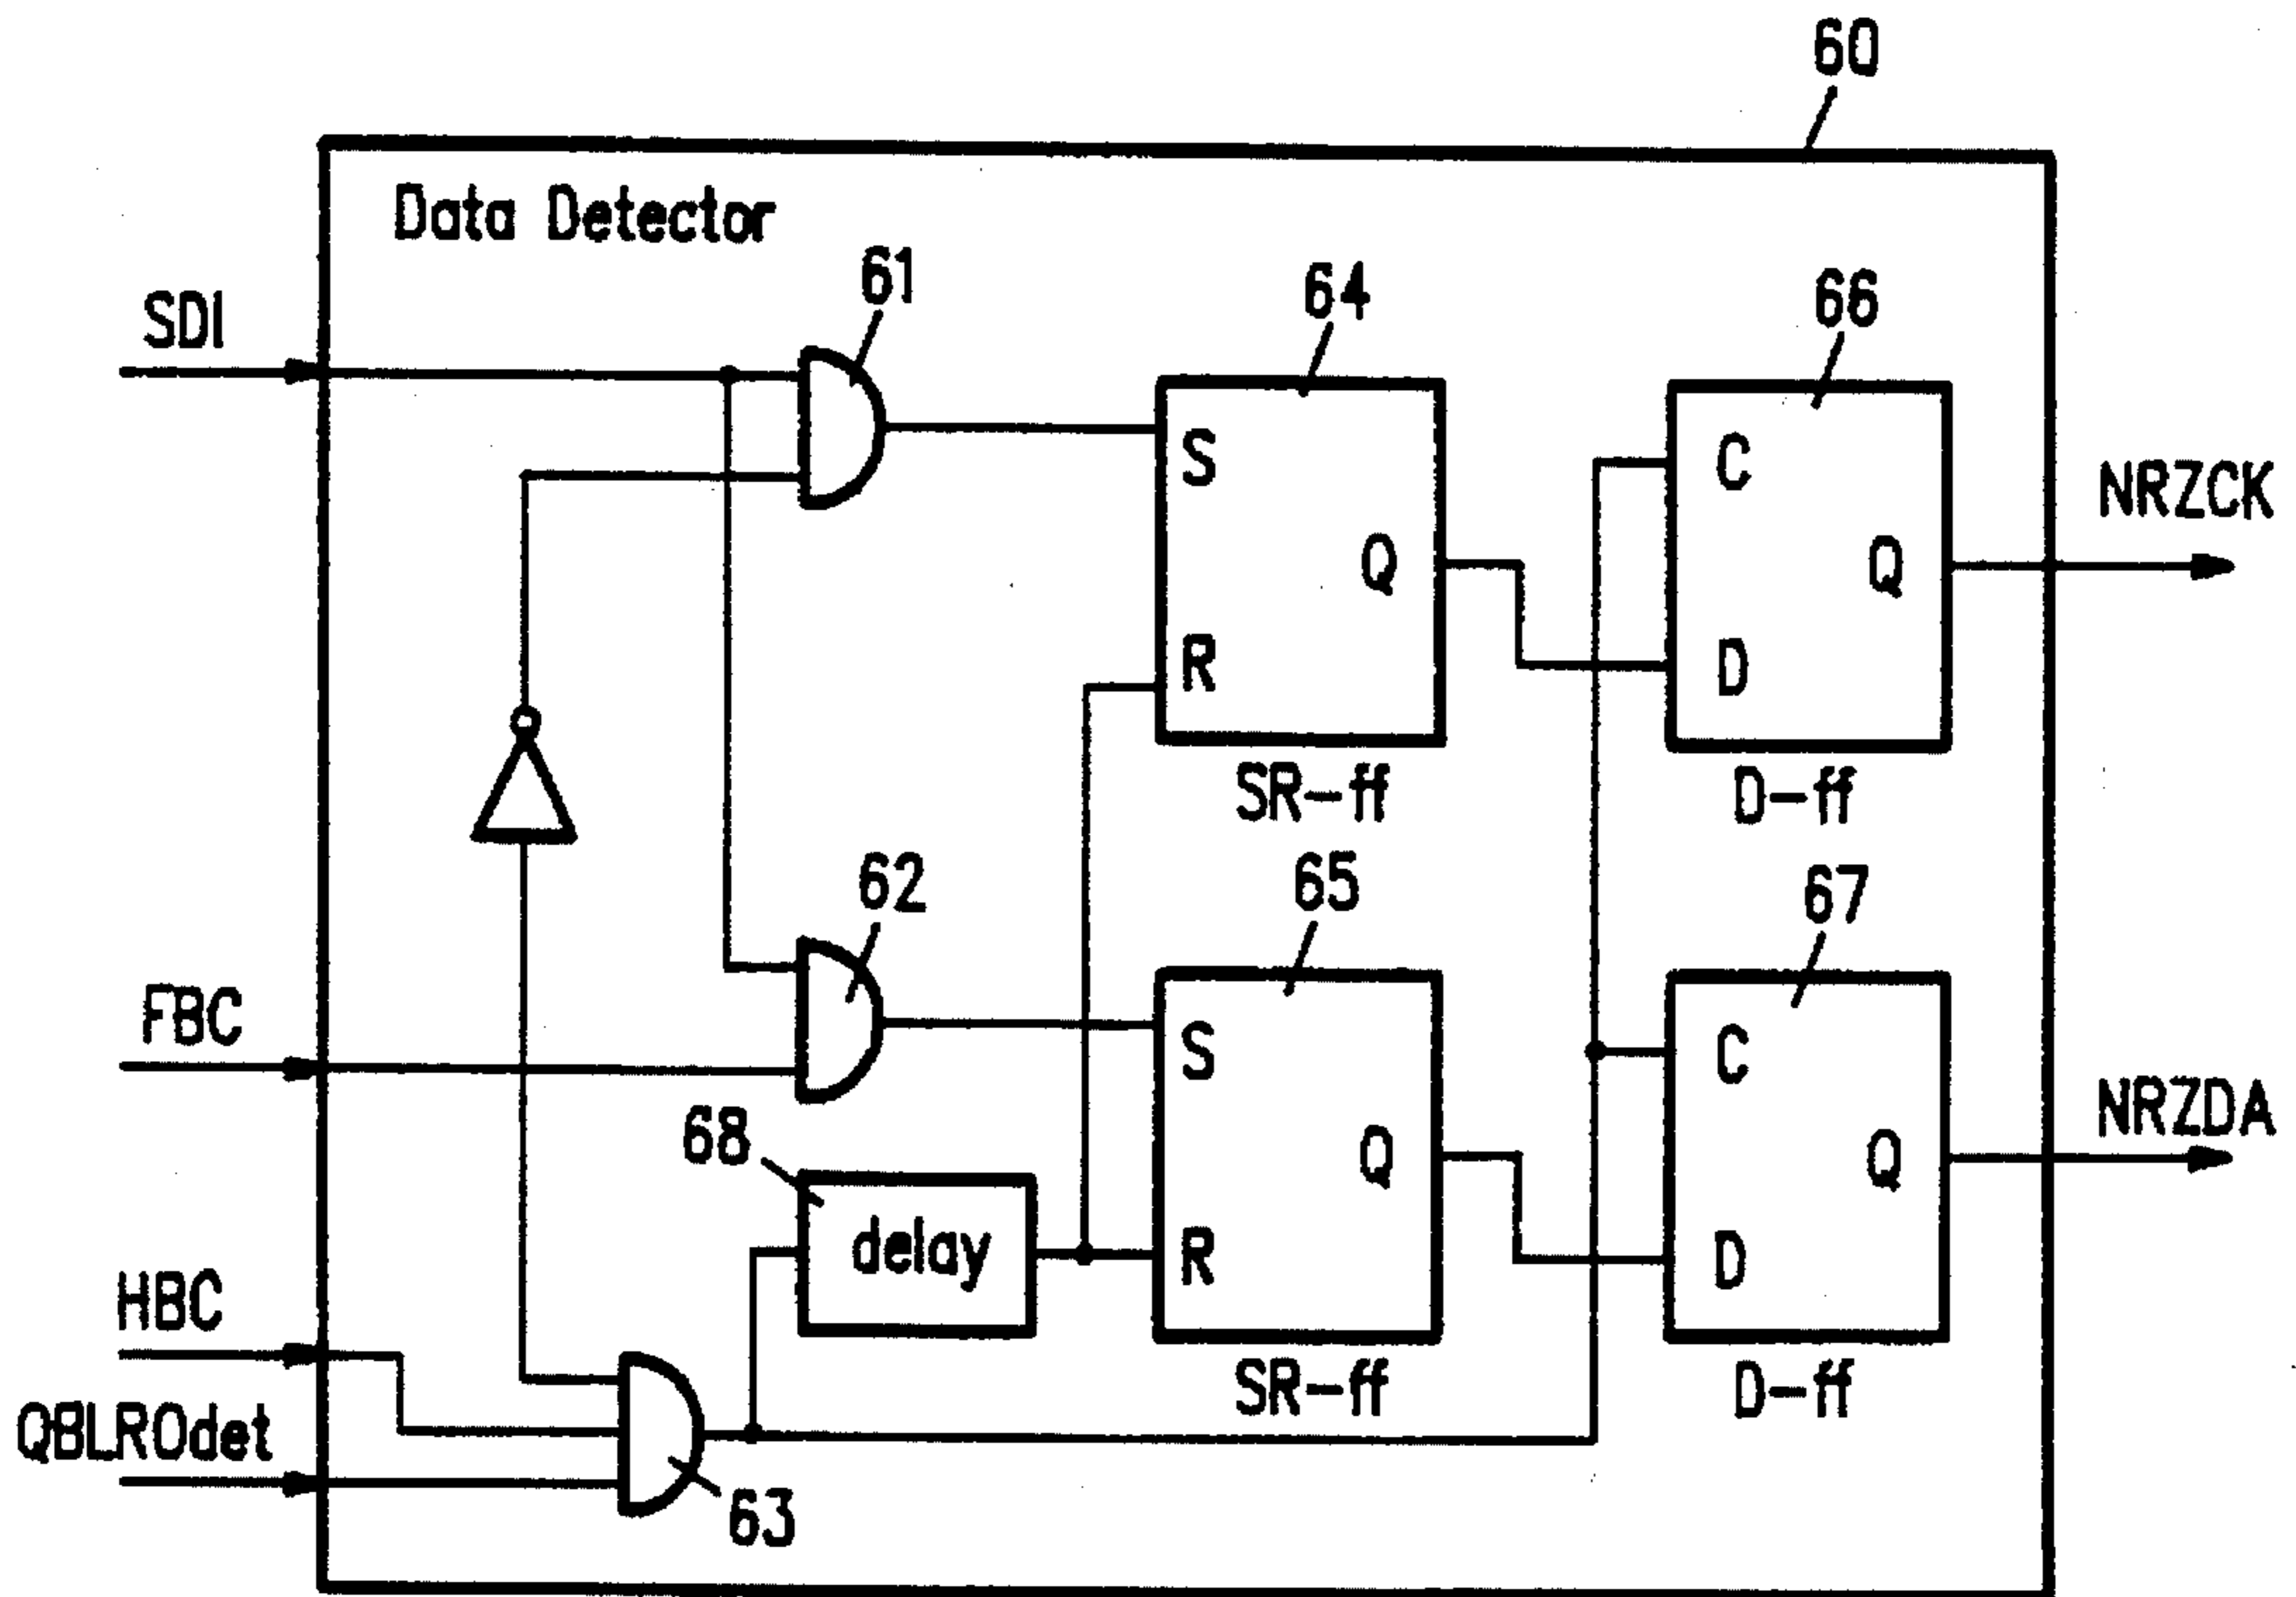 60
Data Detector
61
SDI
64
66
S
C
NRZCK
Q
Q
R
D
SR-ff
D-ff
62
65
67
FBC
S
C
NRZDA
68
Q
Q
delay
R
D
HBC
SR-ff
D-ff
QBLROdet
63